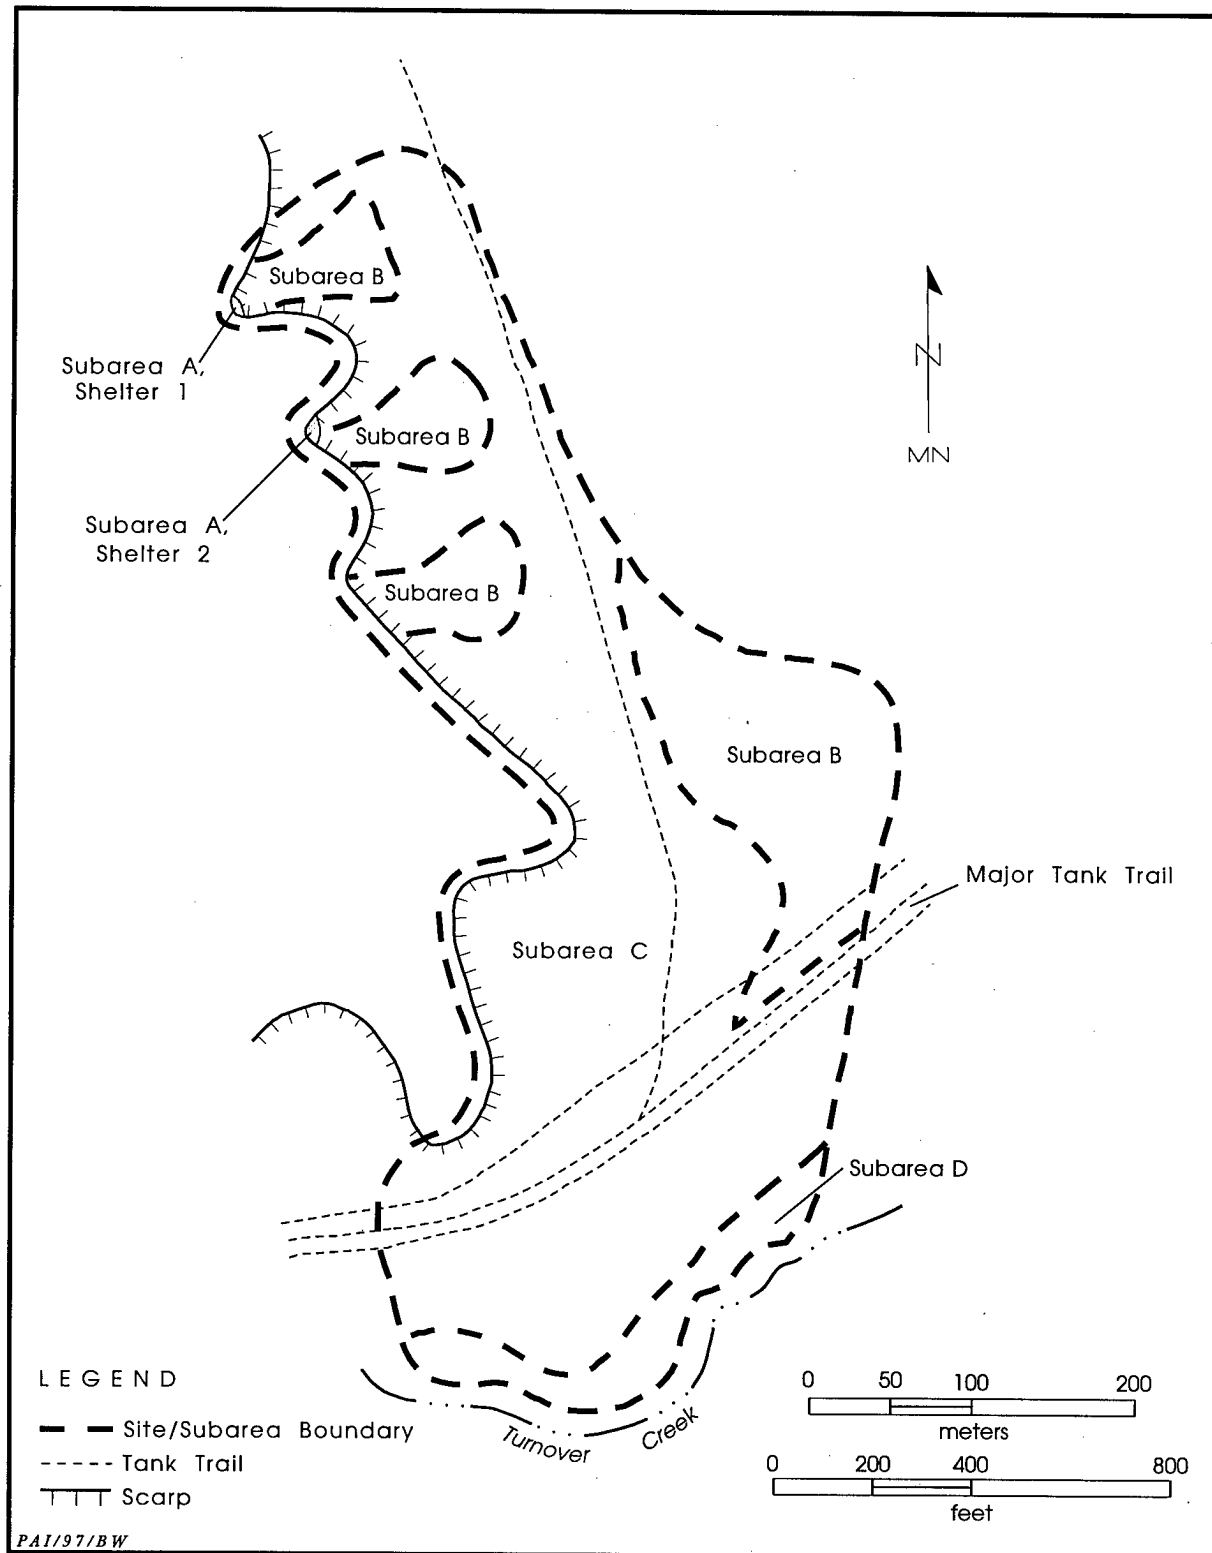 Subarea B
Subarea A,
Shelter 1
N
MN
Subarea B
Subarea A,
Shelter 2
Subarea B
Subarea B
Major Tank Trail
Subarea C
Subarea D
Turnover Creek
LEGEND
Site/Subarea Boundary
Tank Trail
Scarp
0 50 100 200
meters
0 200 400 800
feet
PAI/97/BW